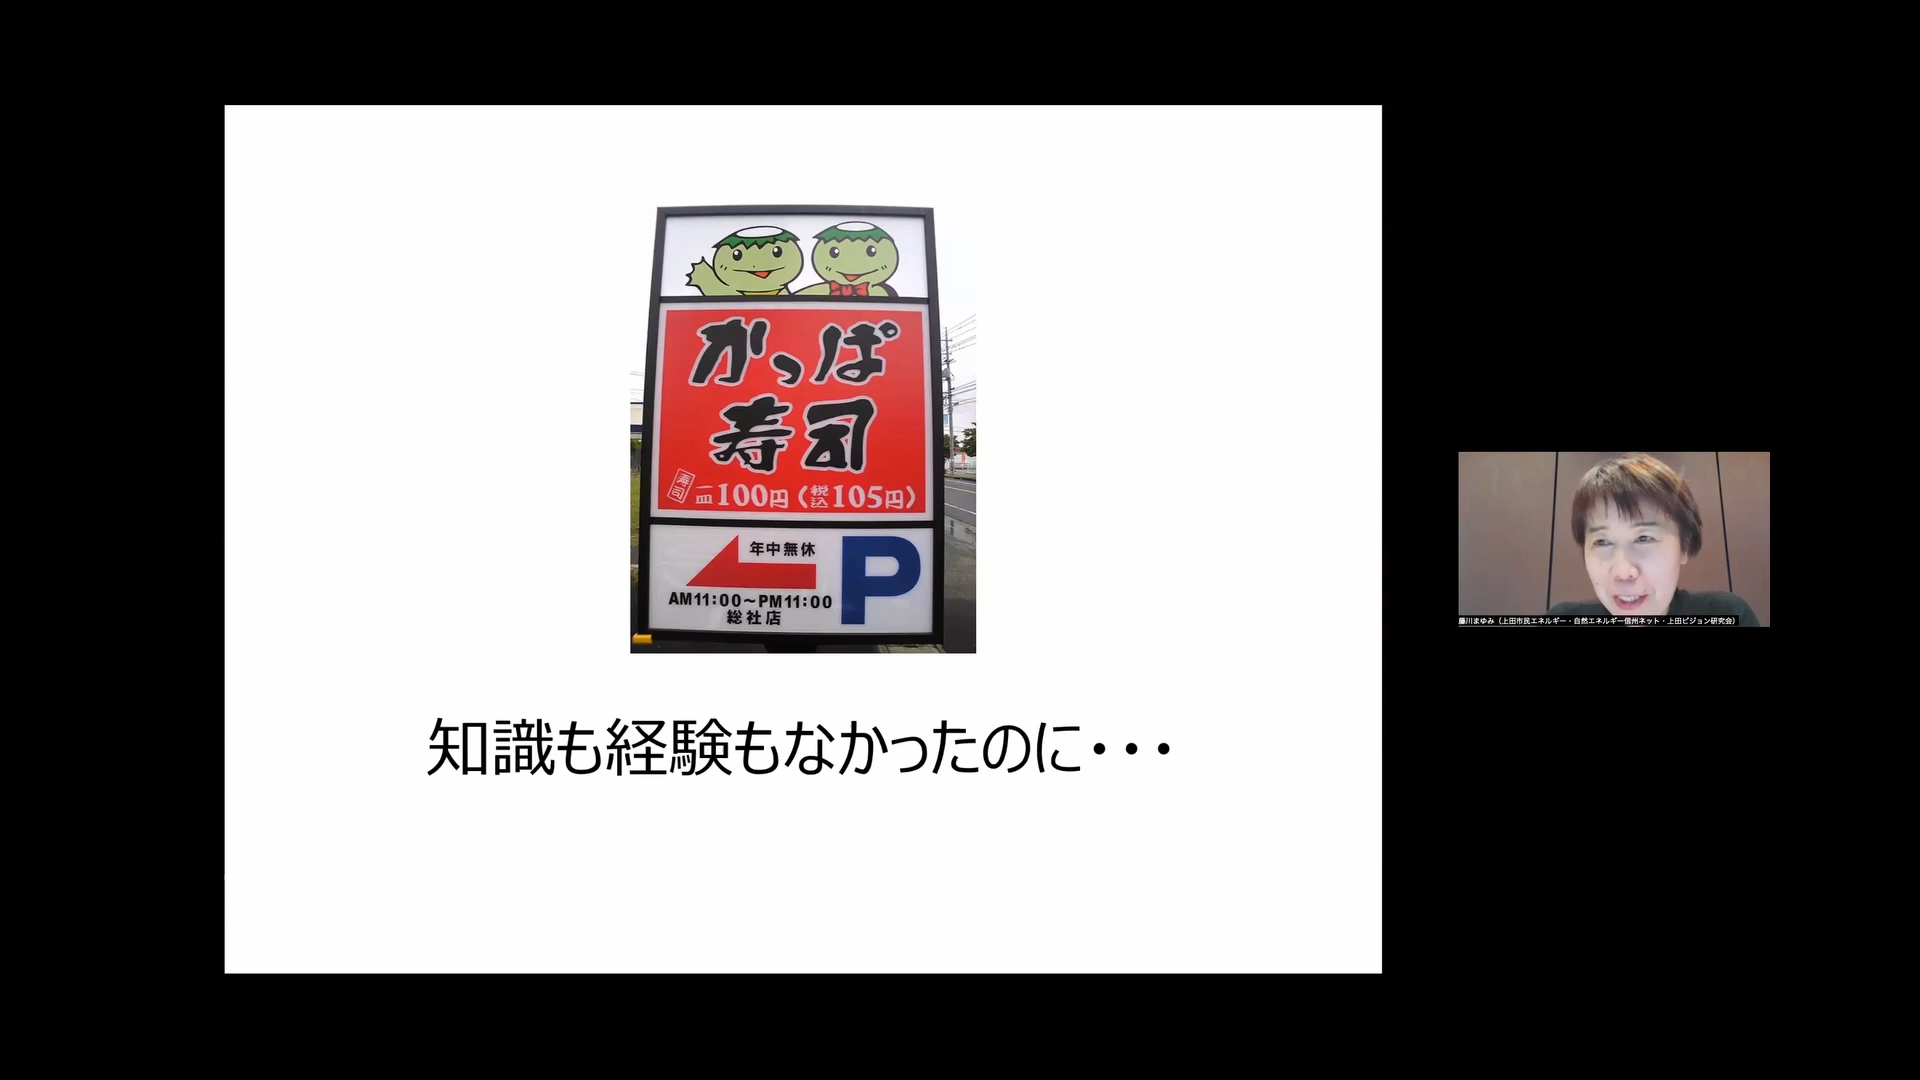 かっぱ
寿司
寿司
一皿100円(税込105円)
年中無休
P
AM11:00~PM11:00
総社店
知識も経験もなかったのに・・・
藤川まゆみ(上田市民エネルギー・自然エネルギー信州ネット・上田ビジョン研究会)